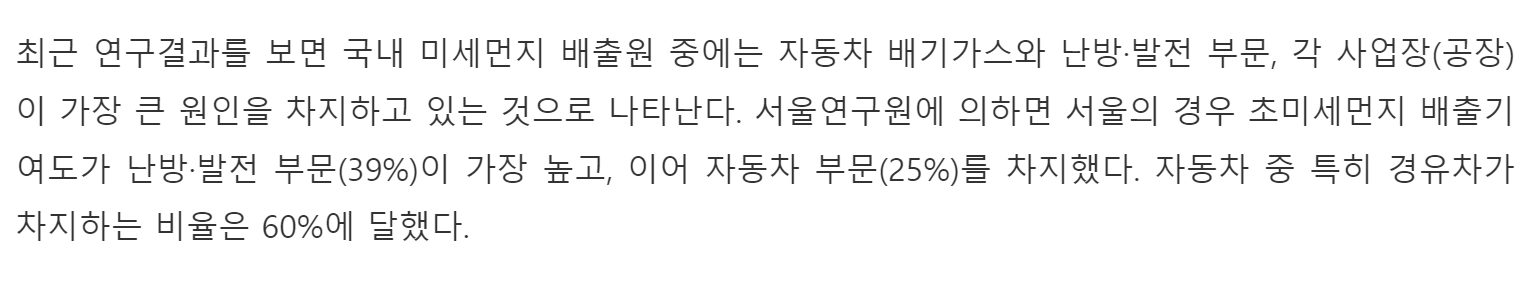 최근 연구결과를 보면 국내 미세먼지 배출원 중에는 자동차 배기가스와 난방·발전 부문, 각 사업장(공장)
이 가장 큰 원인을 차지하고 있는 것으로 나타난다. 서울연구원에 의하면 서울의 경우 초미세먼지 배출기
여도가 난방·발전 부문(39%)이 가장 높고, 이어 자동차 부문(25%)를 차지했다. 자동차 중 특히 경유차가
차지하는 비율은 60%에 달했다.